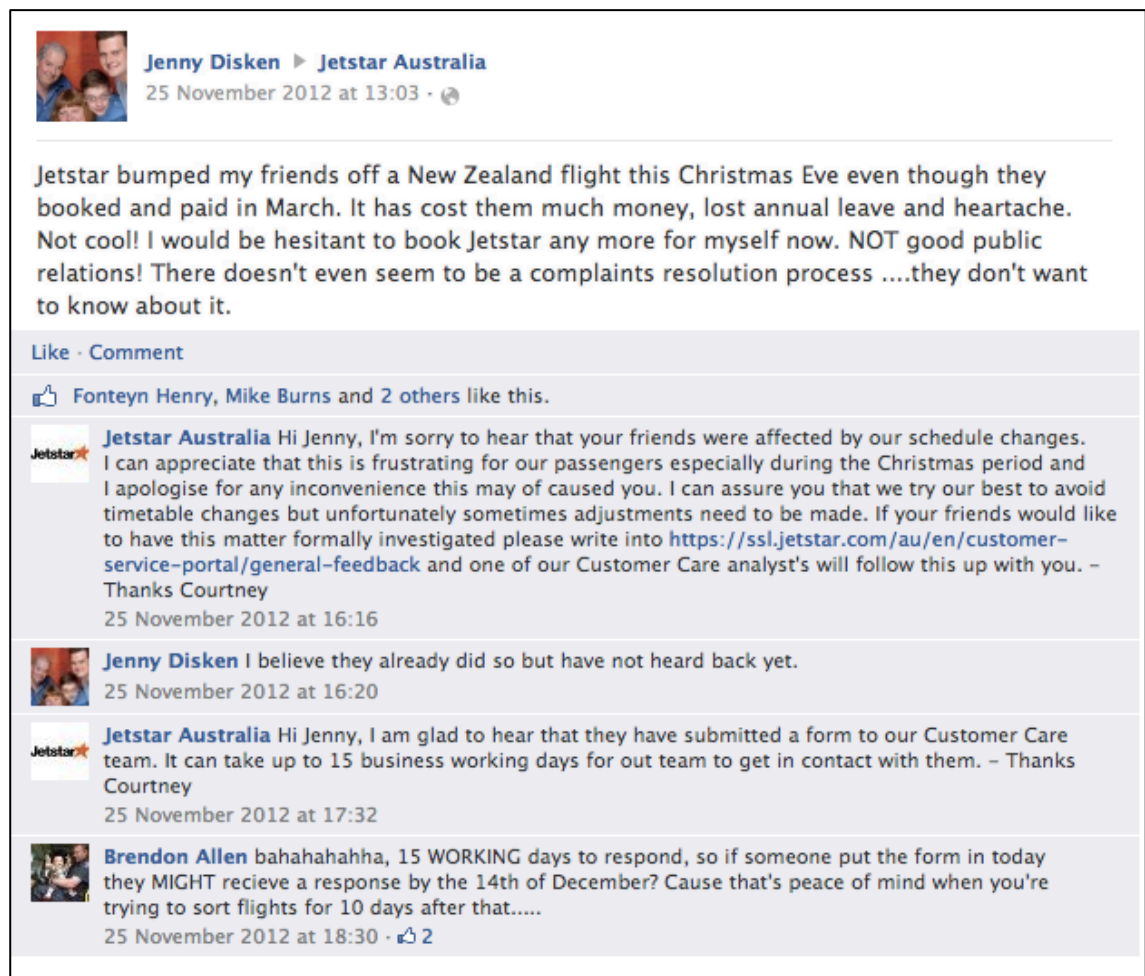 Jenny Disken ▶ Jetstar Australia
25 November 2012 at 13:03 ·
Jetstar bumped my friends off a New Zealand flight this Christmas Eve even though they
booked and paid in March. It has cost them much money, lost annual leave and heartache.
Not cool! I would be hesitant to book Jetstar any more for myself now. NOT good public
relations! There doesn't even seem to be a complaints resolution process ....they don't want
to know about it.
Like · Comment
Fonteyn Henry, Mike Burns and 2 others like this.
Jetstar
Jetstar Australia Hi Jenny, I'm sorry to hear that your friends were affected by our schedule changes.
I can appreciate that this is frustrating for our passengers especially during the Christmas period and
I apologise for any inconvenience this may of caused you. I can assure you that we try our best to avoid
timetable changes but unfortunately sometimes adjustments need to be made. If your friends would like
to have this matter formally investigated please write into https://ssl.jetstar.com/au/en/customer-
service-portal/general-feedback and one of our Customer Care analyst's will follow this up with you. –
Thanks Courtney
25 November 2012 at 16:16
Jenny Disken I believe they already did so but have not heard back yet.
25 November 2012 at 16:20
Jetstar
Jetstar Australia Hi Jenny, I am glad to hear that they have submitted a form to our Customer Care
team. It can take up to 15 business working days for out team to get in contact with them. – Thanks
Courtney
25 November 2012 at 17:32
Brendon Allen bahahahahha, 15 WORKING days to respond, so if someone put the form in today
they MIGHT recieve a response by the 14th of December? Cause that's peace of mind when you're
trying to sort flights for 10 days after that.....
25 November 2012 at 18:30 · 2